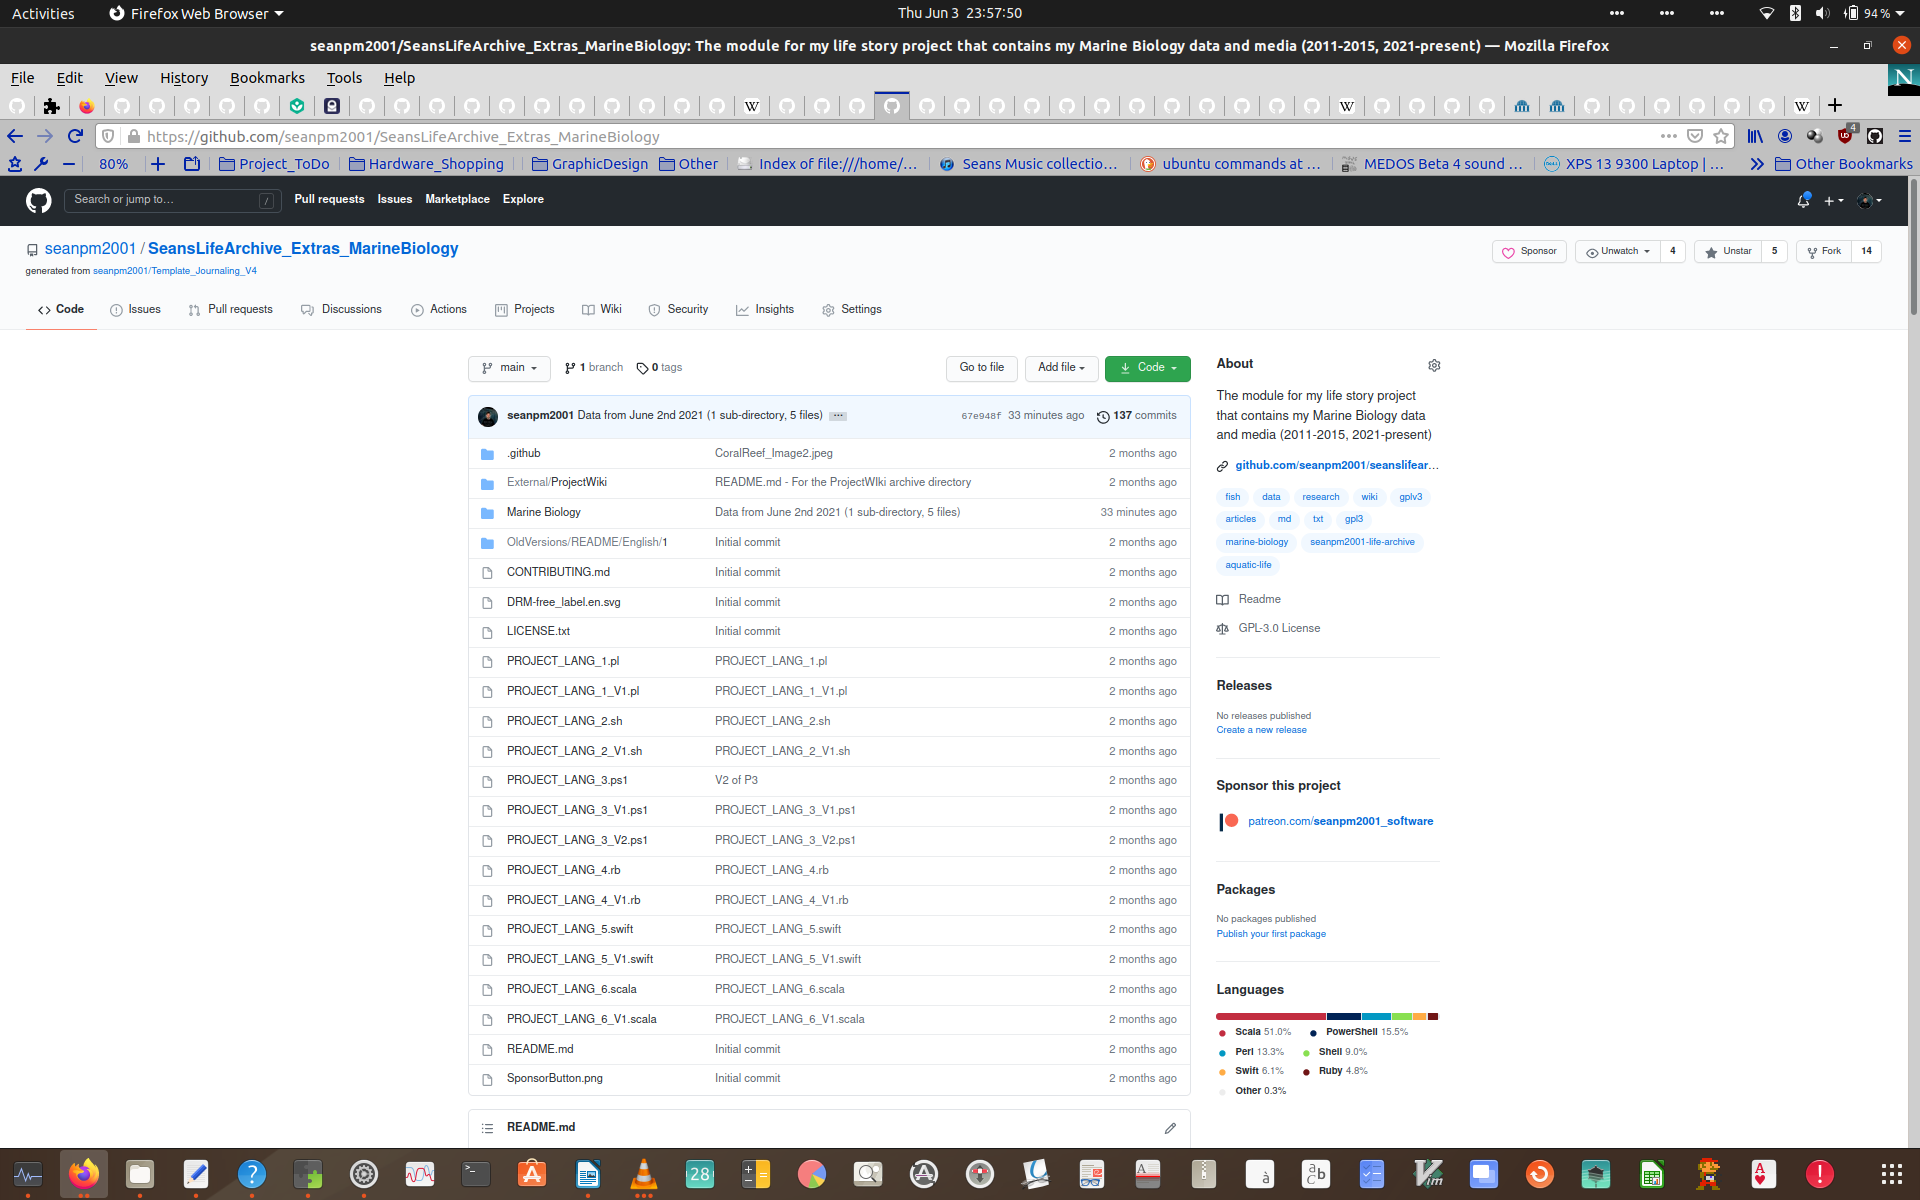 Activities Firefox Web Browser Thu Jun 3 23:57:50 94 %
seanpm2001/SeansLifeArchive_Extras_MarineBiology: The module for my life story project that contains my Marine Biology data and media (2011-2015, 2021-present) — Mozilla Firefox
File Edit View History Bookmarks Tools Help
https://github.com/seanpm2001/SeansLifeArchive_Extras_MarineBiology 4
80% Project_ToDo Hardware_Shopping GraphicDesign Other Index of file:///home/… Seans Music collectio… ubuntu commands at … MEDOS Beta 4 sound … XPS 13 9300 Laptop | … Other Bookmarks
Search or jump to… / Pull requests Issues Marketplace Explore
seanpm2001 / SeansLifeArchive_Extras_MarineBiology Sponsor Unwatch 4 Unstar 5 Fork 14
generated from seanpm2001/Template_Journaling_V4
Code Issues Pull requests Discussions Actions Projects Wiki Security Insights Settings
main 1 branch 0 tags Go to file Add file Code
seanpm2001 Data from June 2nd 2021 (1 sub-directory, 5 files) ... 67e948f 33 minutes ago 137 commits
.github CoralReef_Image2.jpeg 2 months ago
External/ProjectWiki README.md - For the ProjectWIki archive directory 2 months ago
Marine Biology Data from June 2nd 2021 (1 sub-directory, 5 files) 33 minutes ago
OldVersions/README/English/1 Initial commit 2 months ago
CONTRIBUTING.md Initial commit 2 months ago
DRM-free_label.en.svg Initial commit 2 months ago
LICENSE.txt Initial commit 2 months ago
PROJECT_LANG_1.pl PROJECT_LANG_1.pl 2 months ago
PROJECT_LANG_1_V1.pl PROJECT_LANG_1_V1.pl 2 months ago
PROJECT_LANG_2.sh PROJECT_LANG_2.sh 2 months ago
PROJECT_LANG_2_V1.sh PROJECT_LANG_2_V1.sh 2 months ago
PROJECT_LANG_3.ps1 V2 of P3 2 months ago
PROJECT_LANG_3_V1.ps1 PROJECT_LANG_3_V1.ps1 2 months ago
PROJECT_LANG_3_V2.ps1 PROJECT_LANG_3_V2.ps1 2 months ago
PROJECT_LANG_4.rb PROJECT_LANG_4.rb 2 months ago
PROJECT_LANG_4_V1.rb PROJECT_LANG_4_V1.rb 2 months ago
PROJECT_LANG_5.swift PROJECT_LANG_5.swift 2 months ago
PROJECT_LANG_5_V1.swift PROJECT_LANG_5_V1.swift 2 months ago
PROJECT_LANG_6.scala PROJECT_LANG_6.scala 2 months ago
PROJECT_LANG_6_V1.scala PROJECT_LANG_6_V1.scala 2 months ago
README.md Initial commit 2 months ago
SponsorButton.png Initial commit 2 months ago
README.md
About
The module for my life story project
that contains my Marine Biology data
and media (2011-2015, 2021-present)
github.com/seanpm2001/seanslifear…
fish data research wiki gplv3
articles md txt gpl3
marine-biology seanpm2001-life-archive
aquatic-life
Readme
GPL-3.0 License
Releases
No releases published
Create a new release
Sponsor this project
patreon.com/seanpm2001_software
Packages
No packages published
Publish your first package
Languages
Scala 51.0% PowerShell 15.5%
Perl 13.3% Shell 9.0%
Swift 6.1% Ruby 4.8%
Other 0.3%
28